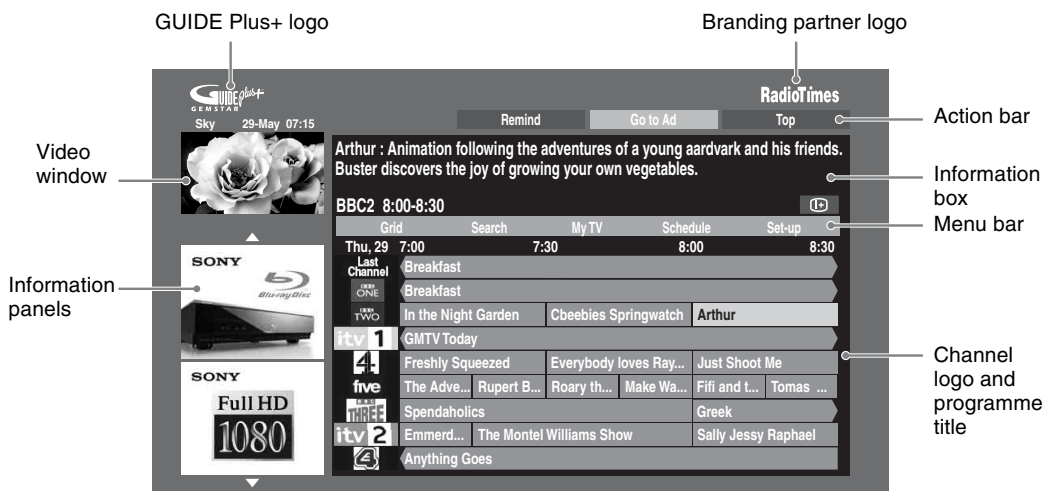 GUIDE Plus+ logo
Branding partner logo
GUIDE plus+
GEMSTAR
RadioTimes
Sky 29-May 07:15
Remind Go to Ad Top
Action bar
Video
window
Arthur : Animation following the adventures of a young aardvark and his friends.
Buster discovers the joy of growing your own vegetables.
BBC2 8:00-8:30
i+
Information
box
Grid Search My TV Schedule Set-up
Menu bar
Thu, 29 7:00 7:30 8:00 8:30
Information
panels
SONY
Blu-ray Disc
SONY
Full HD
1080
Last
Channel
Breakfast
BBC
ONE
Breakfast
BBC
TWO
In the Night Garden Cbeebies Springwatch Arthur
itv 1 GMTV Today
4 Freshly Squeezed Everybody loves Ray... Just Shoot Me
five The Adve... Rupert B... Roary th... Make Wa... Fifi and t... Tomas ...
BBC
THREE
Spendaholics Greek
itv 2 Emmerd... The Montel Williams Show Sally Jessy Raphael
4 Anything Goes
Channel
logo and
programme
title